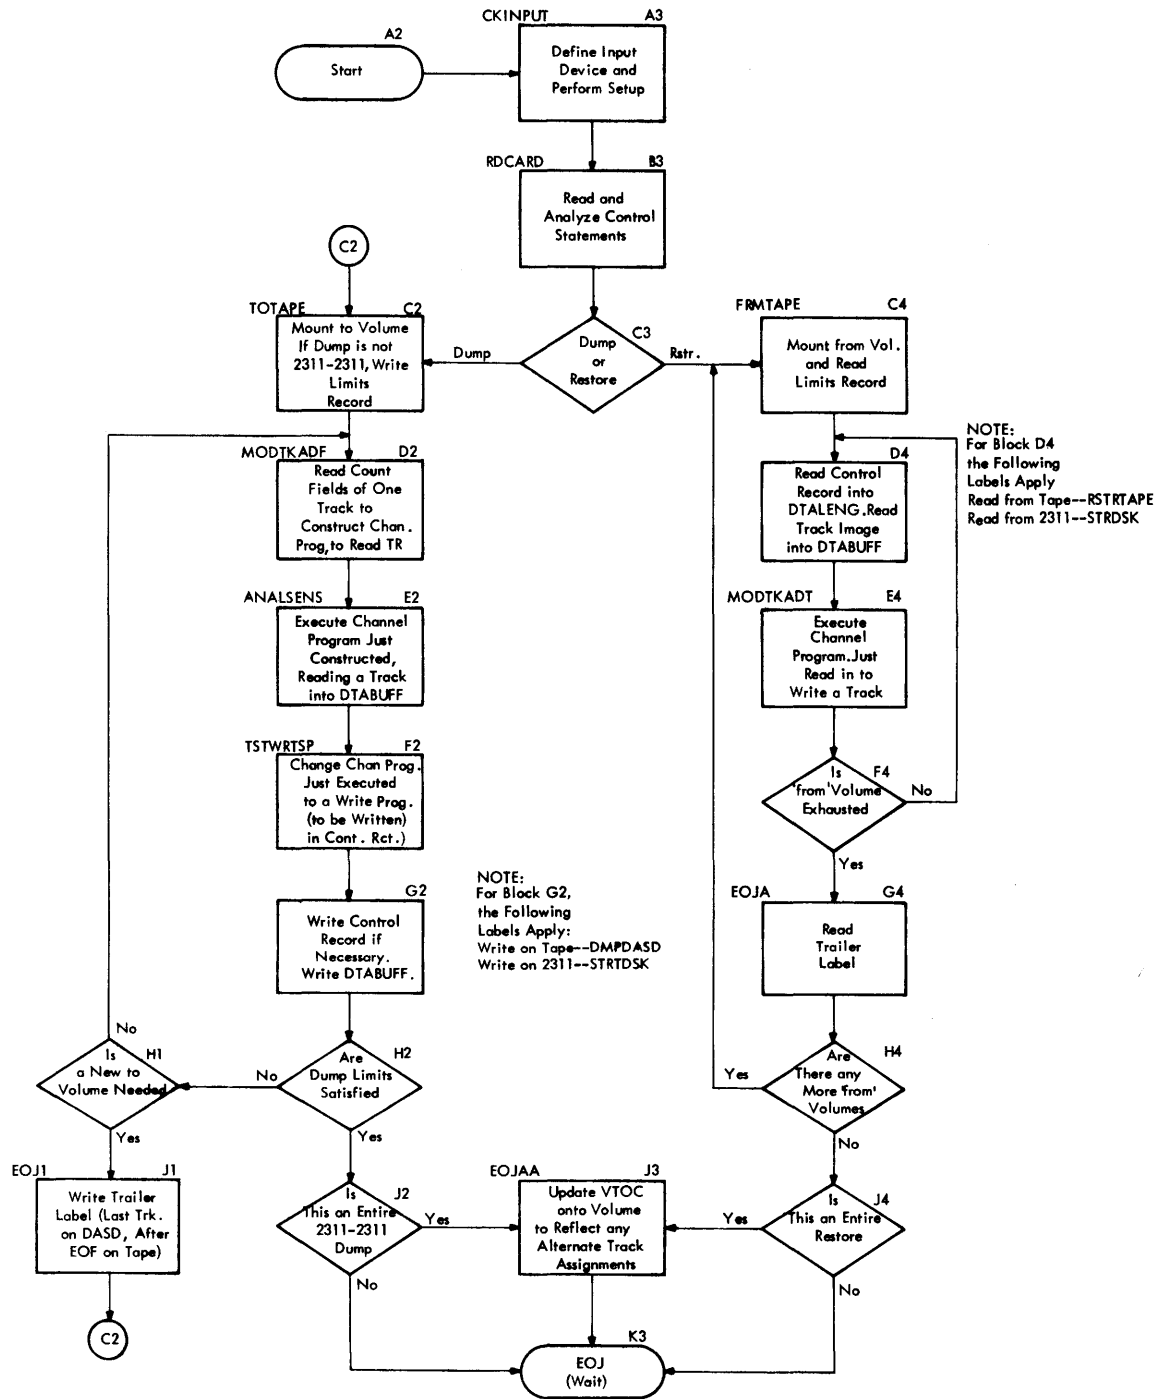 CKINPUT A3
A2
Start
Define Input
Device and
Perform Setup
RDCARD B3
Read and
Analyze Control
Statements
C2
TOTAPE C2
Mount to Volume
If Dump is not
2311-2311, Write
Limits
Record
Dump
C3
Dump
or
Restore
Rstr.
FRMTAPE C4
Mount from Vol.
and Read
Limits Record
NOTE:
For Block D4
the Following
Labels Apply
Read from Tape--RSTRTAPE
Read from 2311--STRDSK
MODTKADF D2
Read Count
Fields of One
Track to
Construct Chan.
Prog, to Read TR
D4
Read Control
Record into
DTALENG. Read
Track Image
into DTABUFF
ANALSENS E2
Execute Channel
Program Just
Constructed,
Reading a Track
into DTABUFF
MODTKADT E4
Execute
Channel
Program. Just
Read in to
Write a Track
TSTWRTSP F2
Change Chan Prog.
Just Executed
to a Write Prog.
(to be Written)
in Cont. Rct.)
F4
Is
'from' Volume
Exhausted
No
Yes
G2
Write Control
Record if
Necessary.
Write DTABUFF.
NOTE:
For Block G2,
the Following
Labels Apply:
Write on Tape--DMPDASD
Write on 2311--STRTDSK
EOJA G4
Read
Trailer
Label
No
H1
Is
a New to
Volume Needed
Yes
No
H2
Are
Dump Limits
Satisfied
Yes
H4
Are
There any
More 'from'
Volumes
Yes
No
EOJ1 J1
Write Trailer
Label (Last Trk.
on DASD, After
EOF on Tape)
C2
J2
Is
This an Entire
2311-2311
Dump
Yes
No
EOJAA J3
Update VTOC
onto Volume
to Reflect any
Alternate Track
Assignments
J4
Is
This an Entire
Restore
Yes
No
K3
EOJ
(Wait)